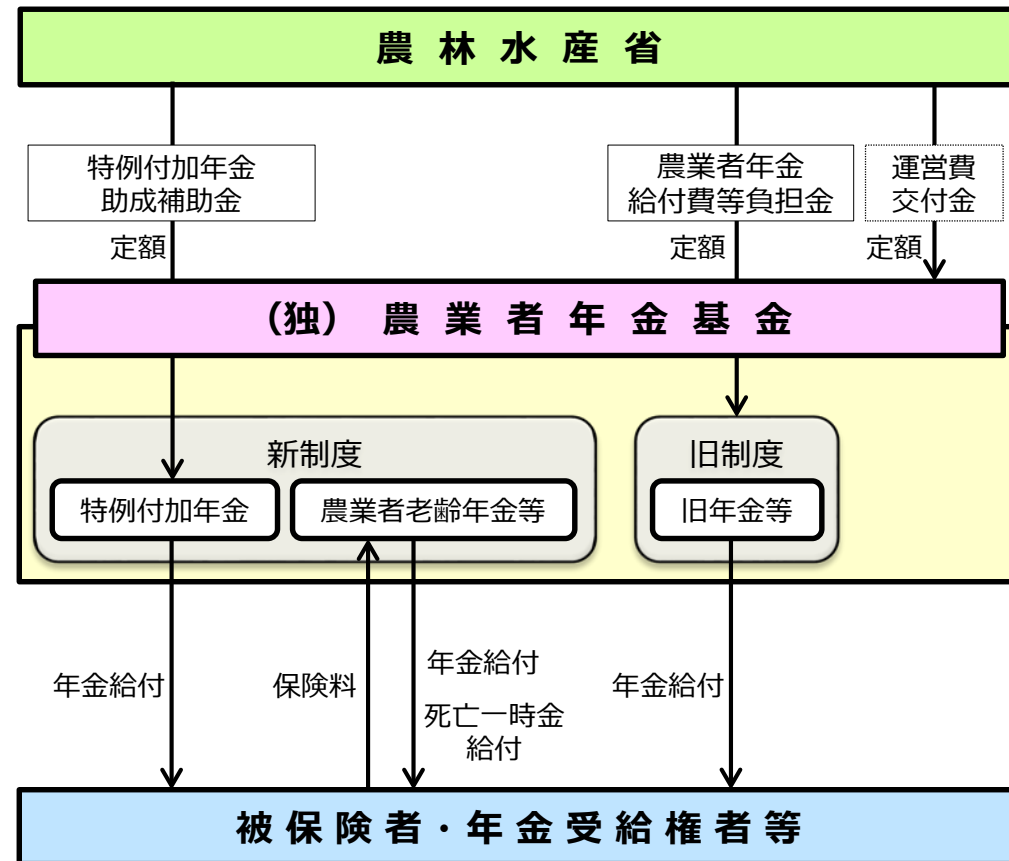 農林水産省
特例付加年金
助成補助金
農業者年金
給付費等負担金
運営費
交付金
定額
定額
定額
（独）農業者年金基金
新制度
旧制度
特例付加年金
農業者老齢年金等
旧年金等
年金給付
保険料
年金給付
死亡一時金
給付
年金給付
被保険者・年金受給権者等